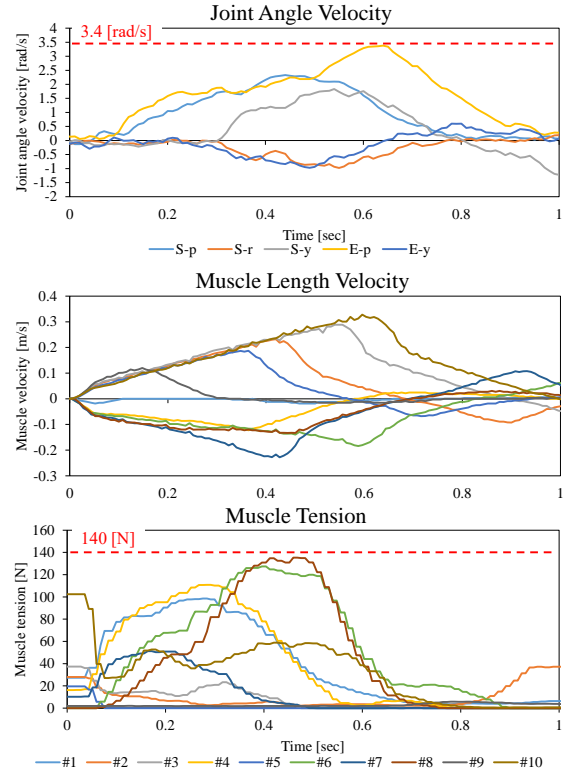 Joint Angle Velocity
3.4 [rad/s]
Joint angle velocity [rad/s]
4
3.5
3
2.5
2
1.5
1
0.5
0
-0.5
-1
-1.5
-2
0 0.2 0.4 0.6 0.8 1
Time [sec]
S-p S-r S-y E-p E-y
Muscle Length Velocity
Muscle velocity [m/s]
0.4
0.3
0.2
0.1
0
-0.1
-0.2
-0.3
0 0.2 0.4 0.6 0.8 1
Muscle Tension
140 [N]
Muscle tension [N]
160
140
120
100
80
60
40
20
0
0 0.2 0.4 0.6 0.8 1
Time [sec]
#1 #2 #3 #4 #5 #6 #7 #8 #9 #10